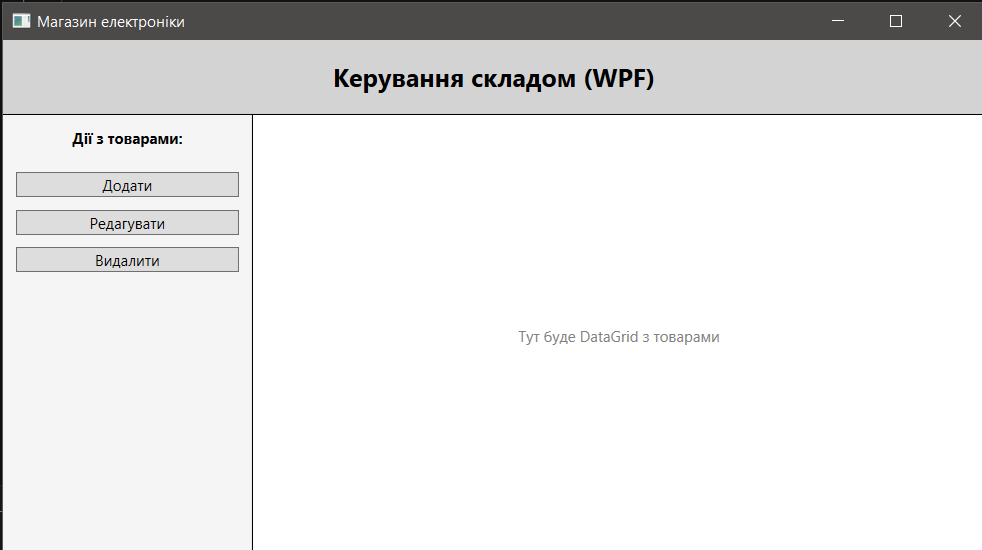 Магазин електроніки
Керування складом (WPF)
Дії з товарами:
Додати
Редагувати
Видалити
Тут буде DataGrid з товарами